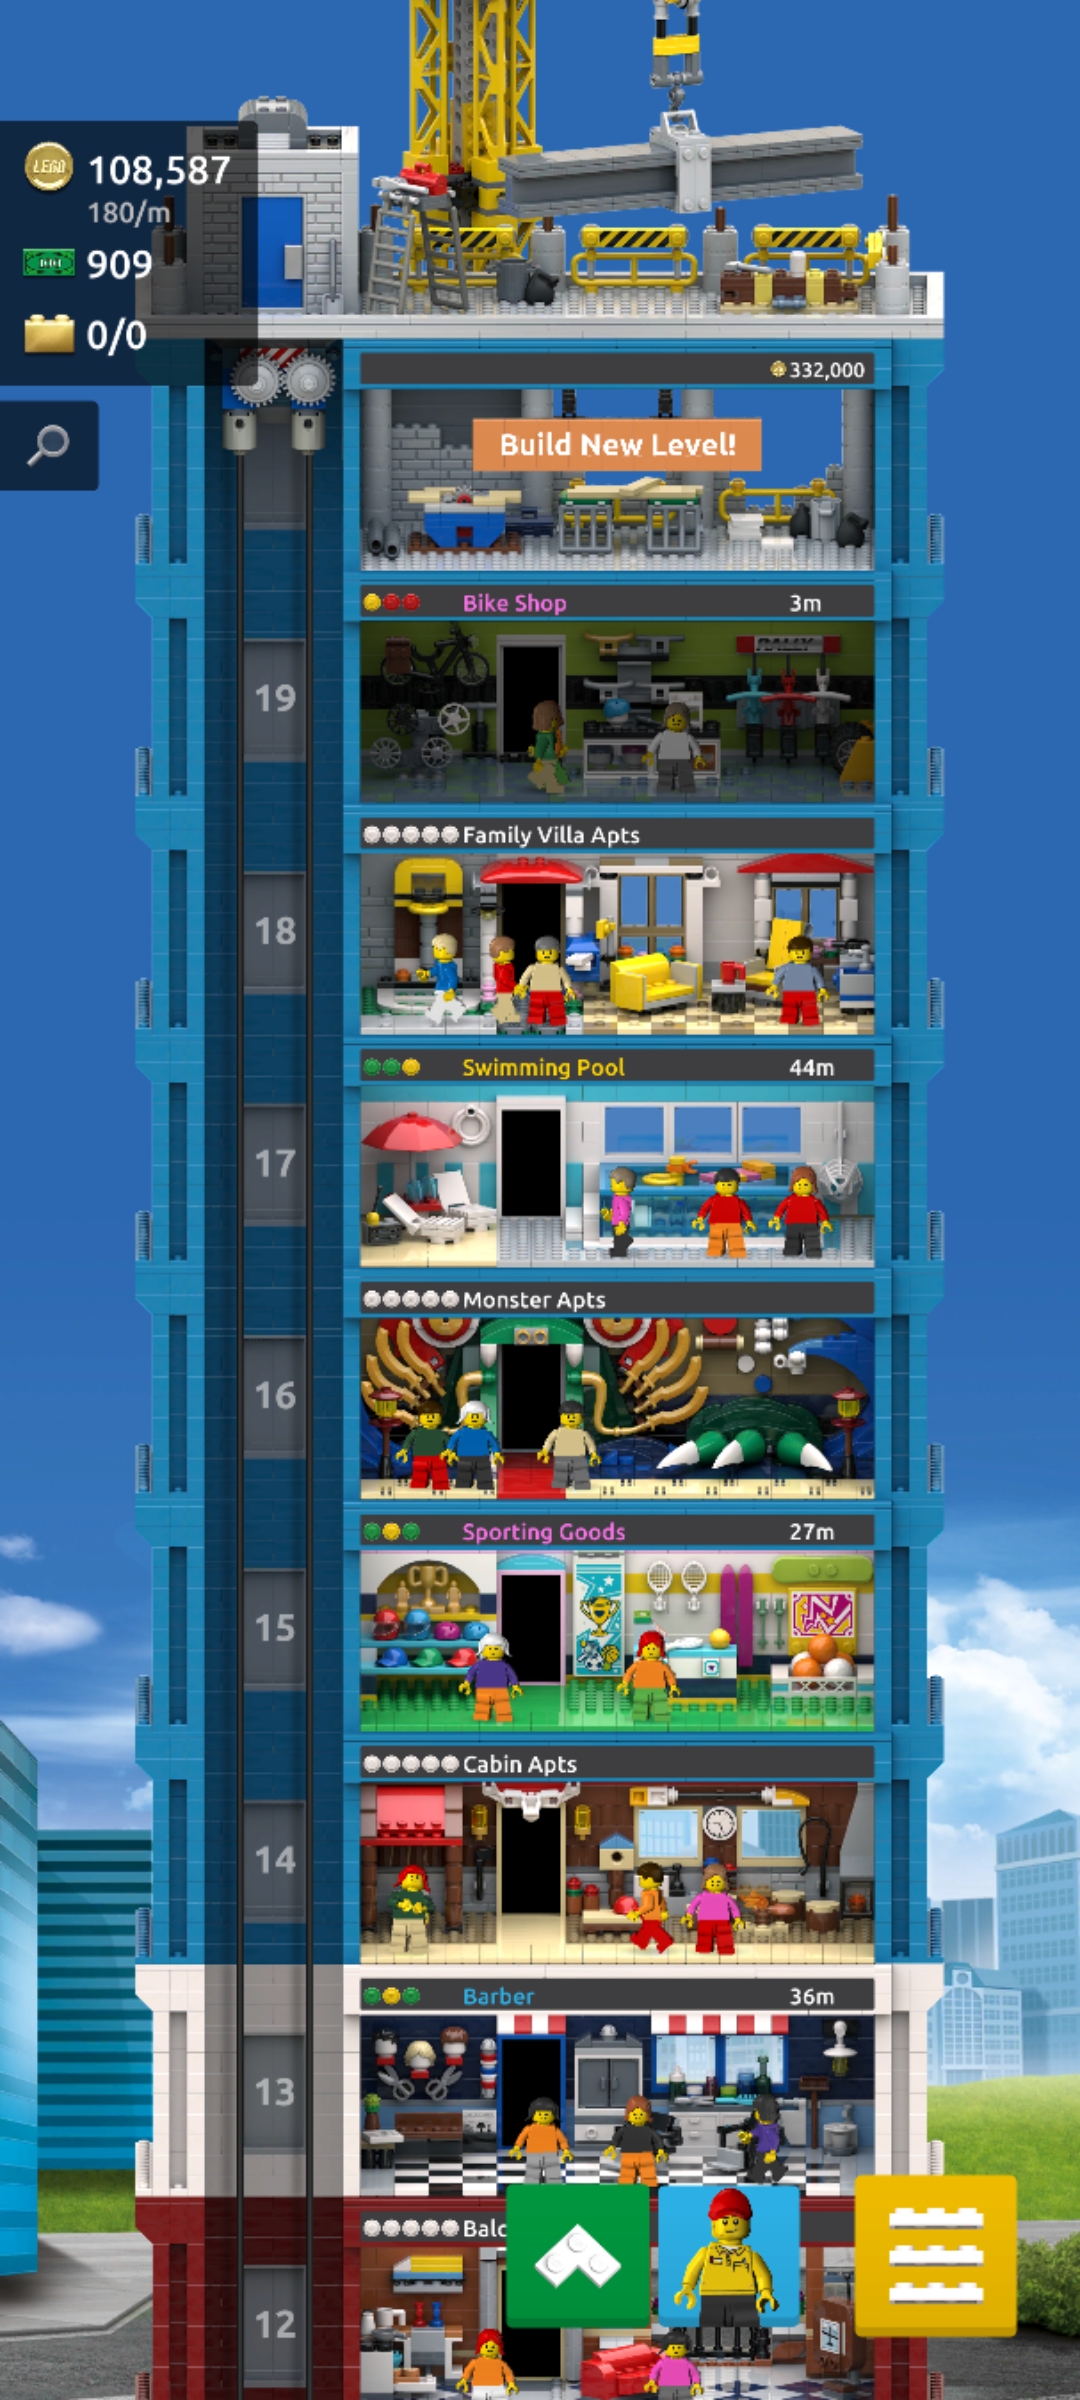 LEGO 108,587
180/m
909
0/0
332,000
Build New Level!
Bike Shop 3m
RALLY
19
Family Villa Apts
18
Swimming Pool 44m
17
Monster Apts
16
Sporting Goods 27m
15
Cabin Apts
14
Barber 36m
13
Balc
12